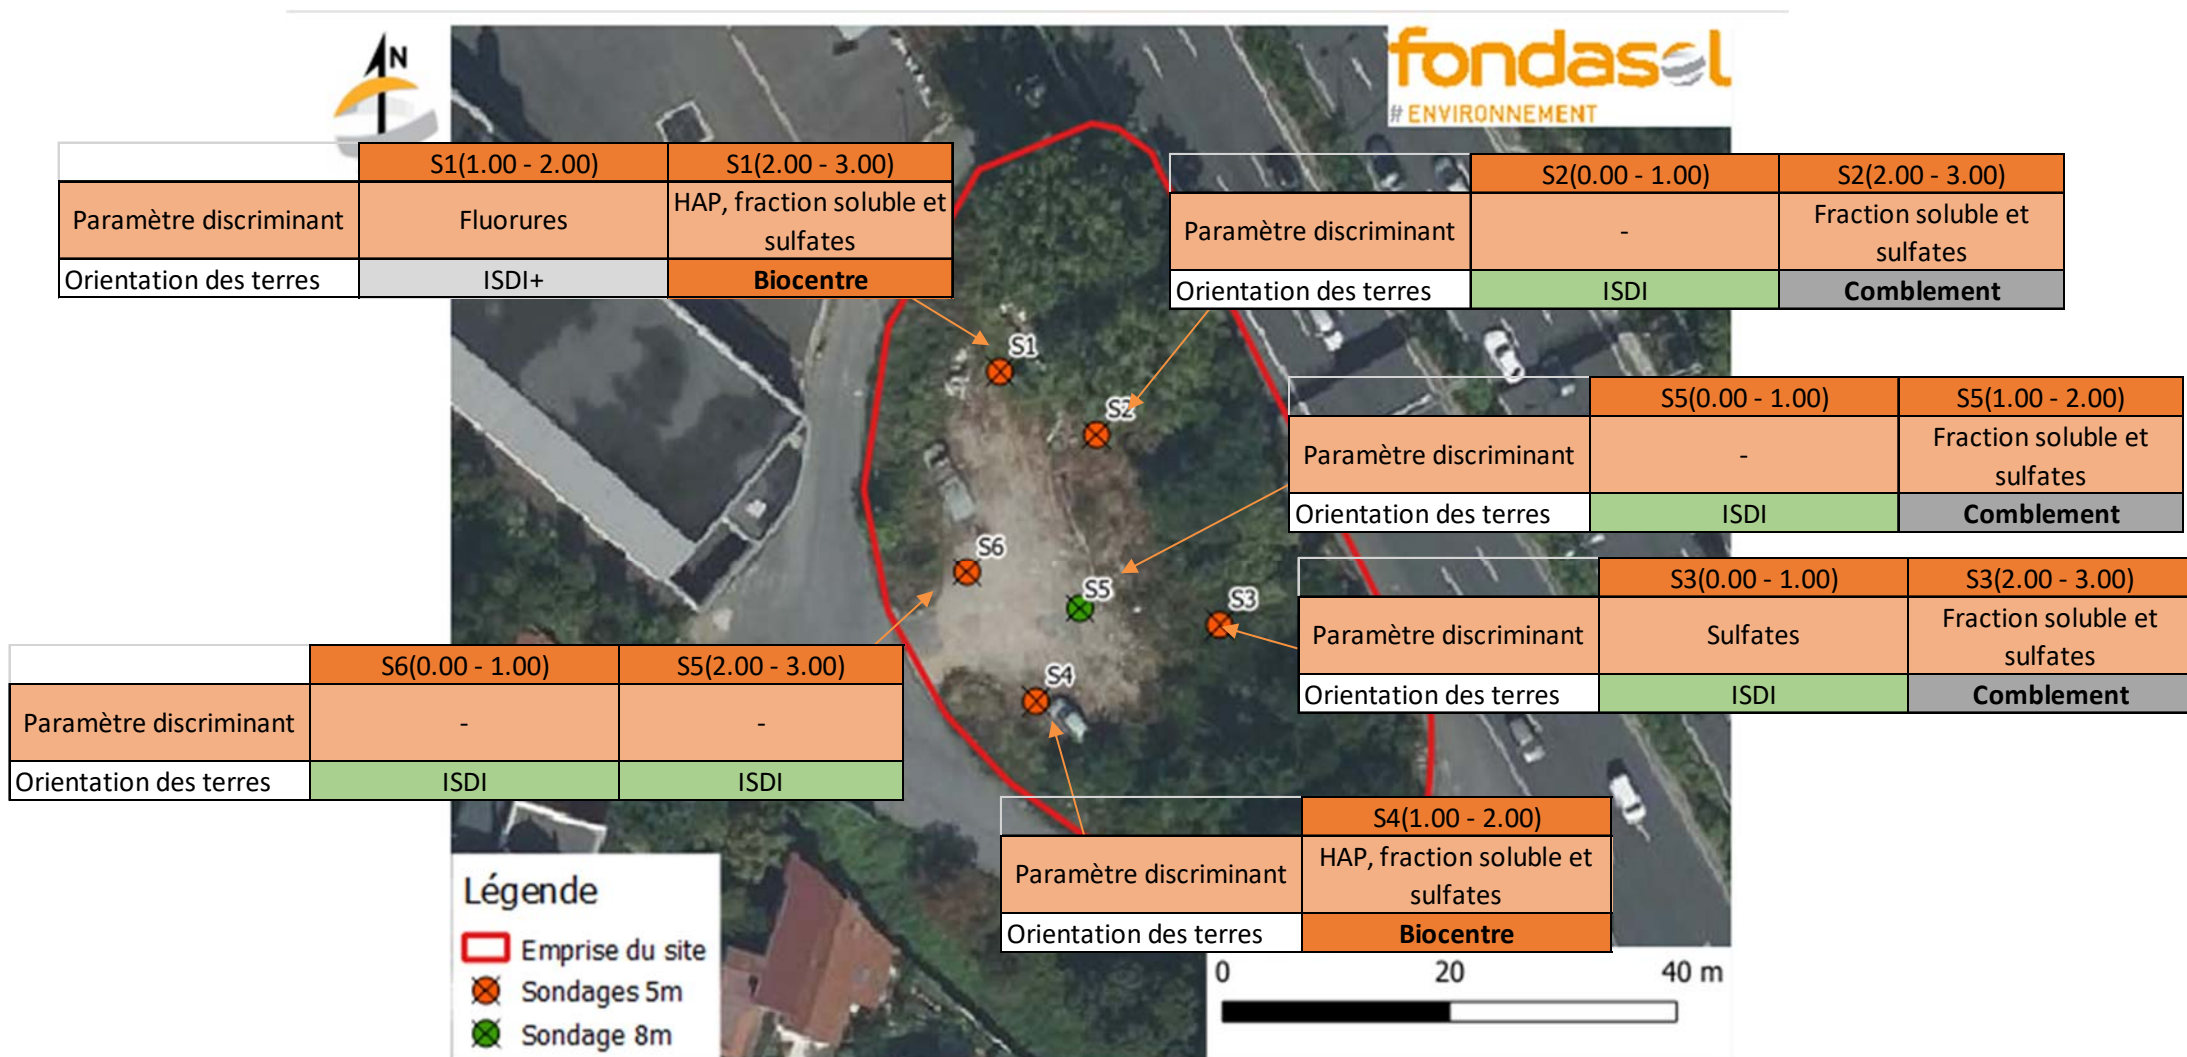 N
fondasol
# ENVIRONNEMENT
S1(1.00 - 2.00) S1(2.00 - 3.00)
Paramètre discriminant Fluorures HAP, fraction soluble et
sulfates
Orientation des terres ISDI+ Biocentre
S2(0.00 - 1.00) S2(2.00 - 3.00)
Paramètre discriminant - Fraction soluble et
sulfates
Orientation des terres ISDI Comblement
S1
S2
S5(0.00 - 1.00) S5(1.00 - 2.00)
Paramètre discriminant - Fraction soluble et
sulfates
Orientation des terres ISDI Comblement
S6
S5
S3
S3(0.00 - 1.00) S3(2.00 - 3.00)
Paramètre discriminant Sulfates Fraction soluble et
sulfates
Orientation des terres ISDI Comblement
S4
S6(0.00 - 1.00) S5(2.00 - 3.00)
Paramètre discriminant - -
Orientation des terres ISDI ISDI
S4(1.00 - 2.00)
Paramètre discriminant HAP, fraction soluble et
sulfates
Orientation des terres Biocentre
Légende
Emprise du site
Sondages 5m
Sondage 8m
0 20 40 m